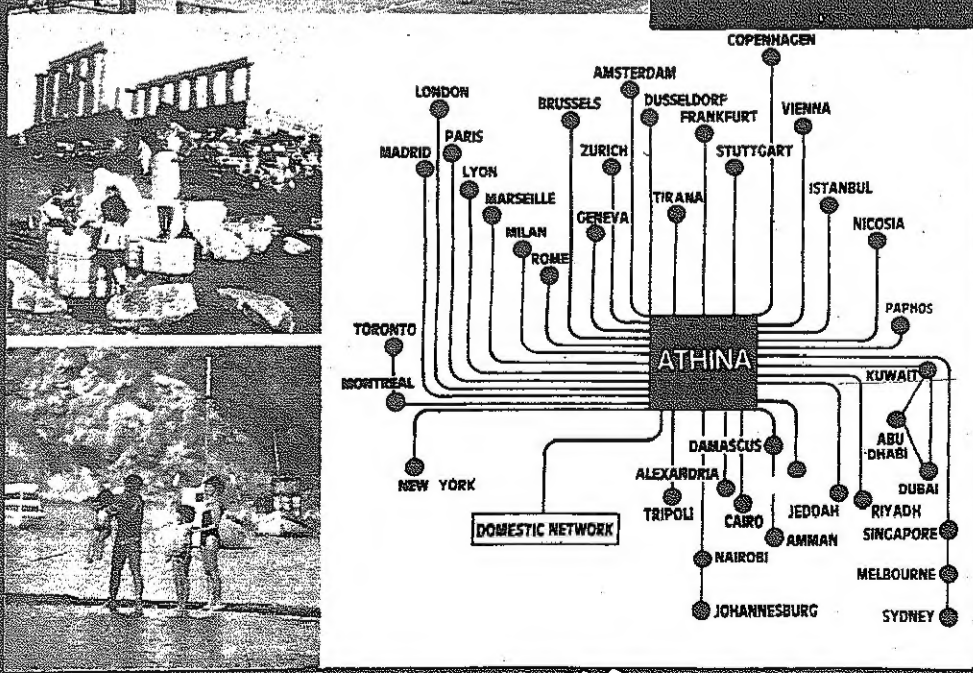 COPENHAGEN
AMSTERDAM
LONDON
BRUSSELS
DUSSELDORF
FRANKFURT
VIENNA
PARIS
MADRID
ZURICH
STUTTGART
LYON
ISTANBUL
MARSEILLE
TIRANA
GENEVA
NICOSIA
MILAN
ROME
PAPHOS
TORONTO
ATHINA
KUWAIT
MONTREAL
DAMASCUS
ABU
DHABI
ALEXANDRIA
NEW YORK
DUBAI
TRIPOLI
CAIRO
JEDDAH
RIYADH
DOMESTIC NETWORK
AMMAN
SINGAPORE
NAIROBI
MELBOURNE
JOHANNESBURG
SYDNEY